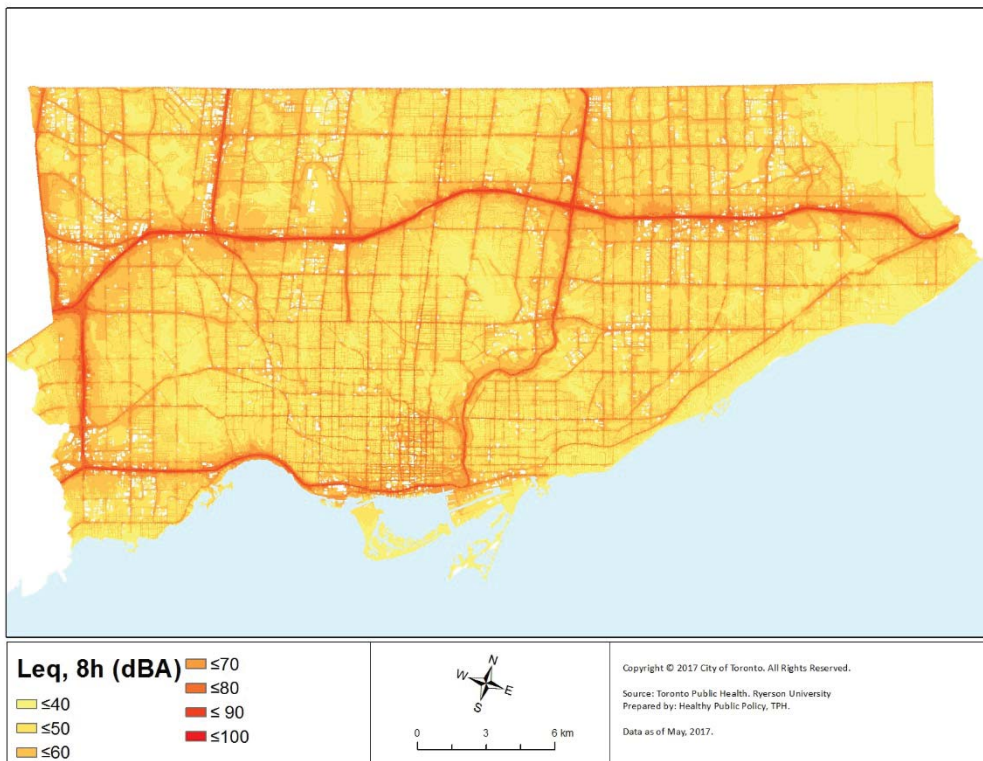 Leq, 8h (dBA)
≤40
≤50
≤60
≤70
≤80
≤ 90
≤100
N
W
E
S
0 3 6 km
Copyright © 2017 City of Toronto. All Rights Reserved.
Source: Toronto Public Health, Ryerson University
Prepared by: Healthy Public Policy, TPH.
Data as of May, 2017.